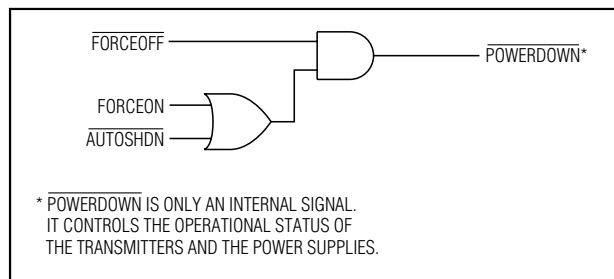 FORCEOFF
POWERDOWN*
FORCEON
AUTOSHDN
* POWERDOWN IS ONLY AN INTERNAL SIGNAL.
IT CONTROLS THE OPERATIONAL STATUS OF
THE TRANSMITTERS AND THE POWER SUPPLIES.